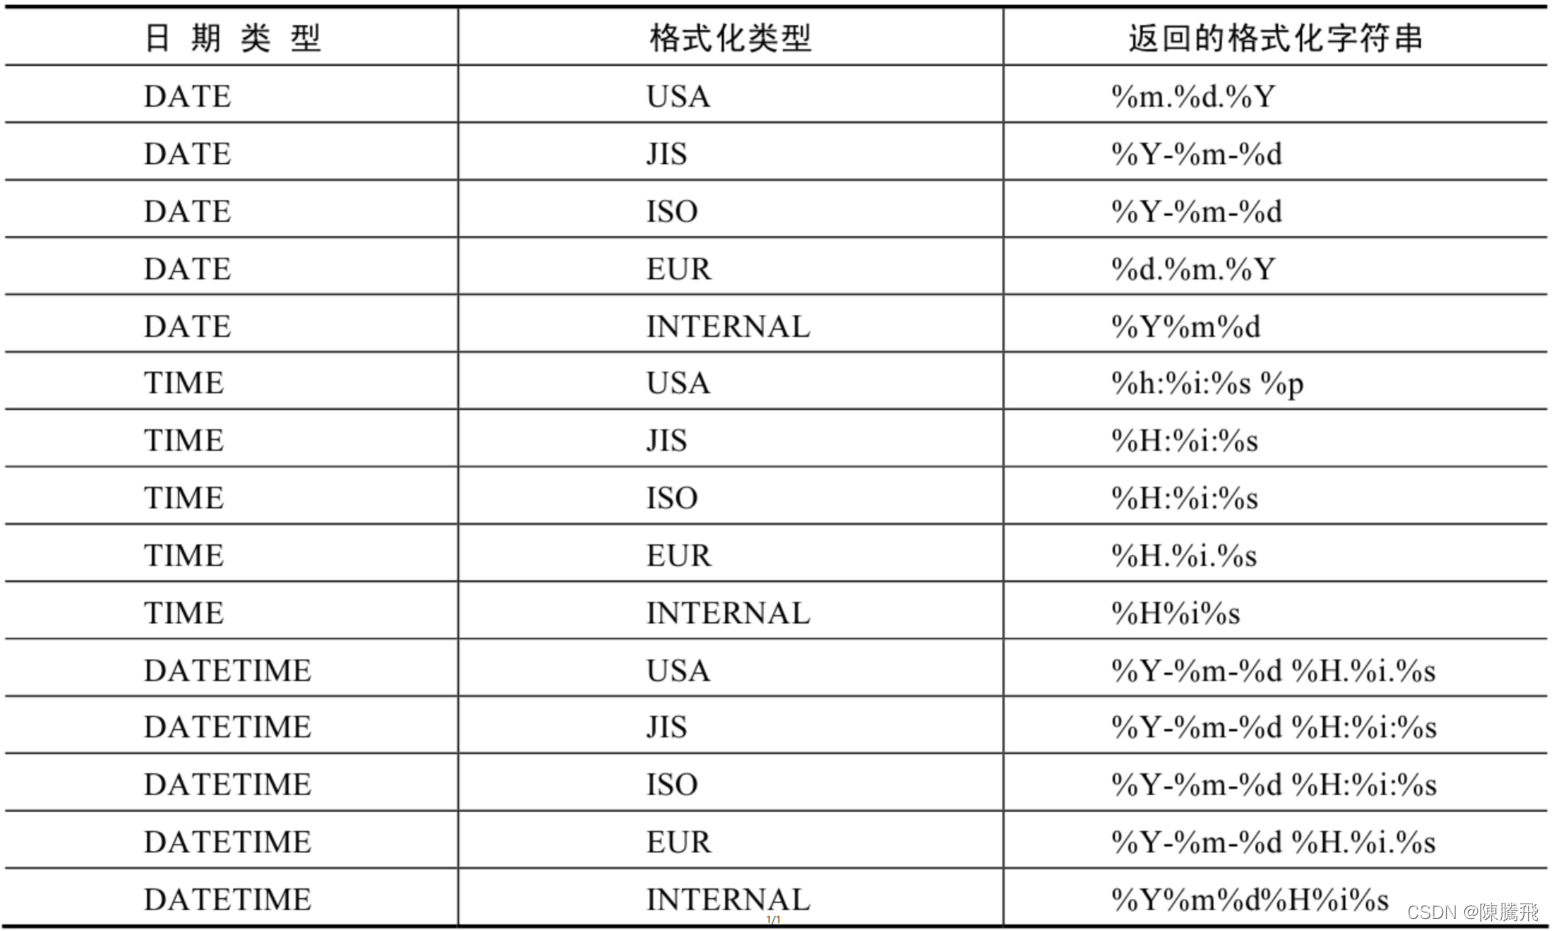 日 期 类 型 格式化类型 返回的格式化字符串
DATE USA %m.%d.%Y
DATE JIS %Y-%m-%d
DATE ISO %Y-%m-%d
DATE EUR %d.%m.%Y
DATE INTERNAL %Y%m%d
TIME USA %h:%i:%s %p
TIME JIS %H:%i:%s
TIME ISO %H:%i:%s
TIME EUR %H.%i.%s
TIME INTERNAL %H%i%s
DATETIME USA %Y-%m-%d %H.%i.%s
DATETIME JIS %Y-%m-%d %H:%i:%s
DATETIME ISO %Y-%m-%d %H:%i:%s
DATETIME EUR %Y-%m-%d %H.%i.%s
DATETIME INTERNAL %Y%m%d%H%i%s
1/1
CSDN @陳騰飛